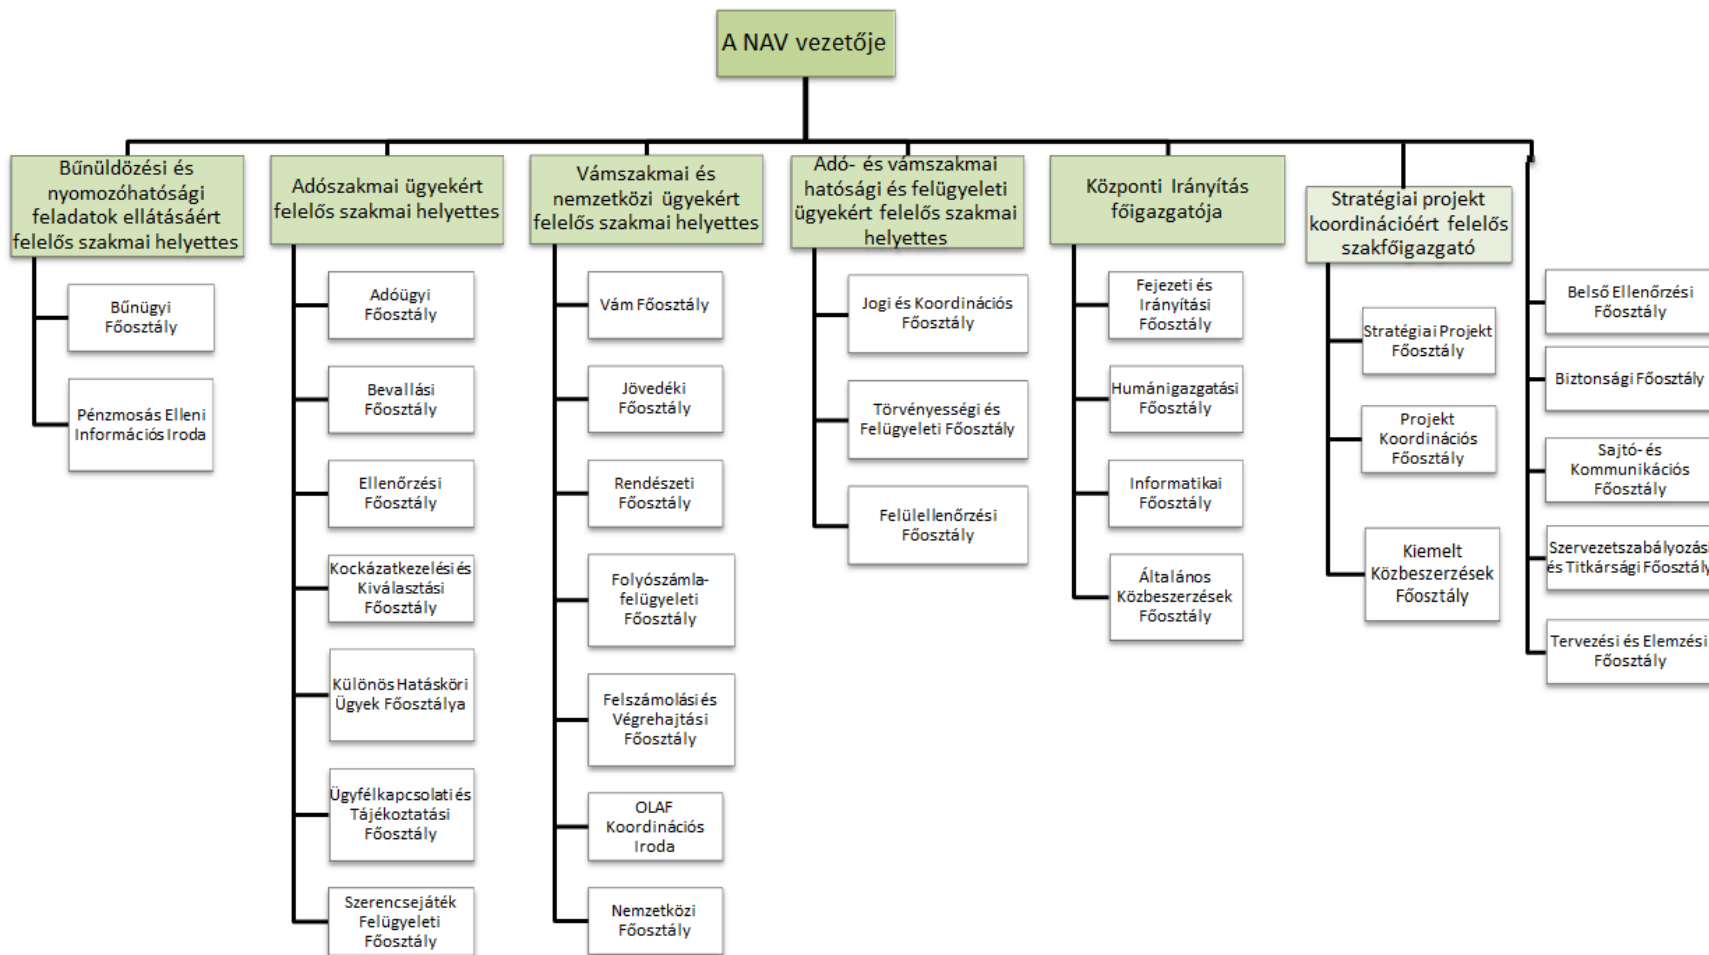 A NAV vezetője
Bűnüldözési és
nyomozóhatósági
feladatok ellátásáért
felelős szakmai helyettes
Bűnügyi
Főosztály
Pénzmosás Elleni
Információs Iroda
Adószakmai ügyekért
felelős szakmai helyettes
Adóügyi
Főosztály
Bevallási
Főosztály
Ellenőrzési
Főosztály
Kockázatkezelési és
Kiválasztási
Főosztály
Különös Hatásköri
Ügyek Főosztálya
Ügyfélkapcsolati és
Tájékoztatási
Főosztály
Szerencsejáték
Felügyeleti
Főosztály
Vámszakmai és
nemzetközi ügyekért
felelős szakmai helyettes
Vám Főosztály
Jövedéki
Főosztály
Rendészeti
Főosztály
Folyószámla-
felügyeleti
Főosztály
Felszámolási és
Végrehajtási
Főosztály
OLAF
Koordinációs
Iroda
Nemzetközi
Főosztály
Adó- és vámszakmai
hatósági és felügyeleti
ügyekért felelős szakmai
helyettes
Jogi és Koordinációs
Főosztály
Törvényességi és
Felügyeleti Főosztály
Felülellenőrzési
Főosztály
Központi Irányítás
főigazgatója
Fejezeti és
Irányítási
Főosztály
Humánigazgatási
Főosztály
Informatikai
Főosztály
Általános
Közbeszerzések
Főosztály
Stratégiai projekt
koordinációért felelős
szakfőigazgató
Stratégiai Projekt
Főosztály
Projekt
Koordinációs
Főosztály
Kiemelt
Közbeszerzések
Főosztály
Belső Ellenőrzési
Főosztály
Biztonsági Főosztály
Sajtó- és
Kommunikációs
Főosztály
Szervezetszabályozási
és Titkársági Főosztály
Tervezési és Elemzési
Főosztály